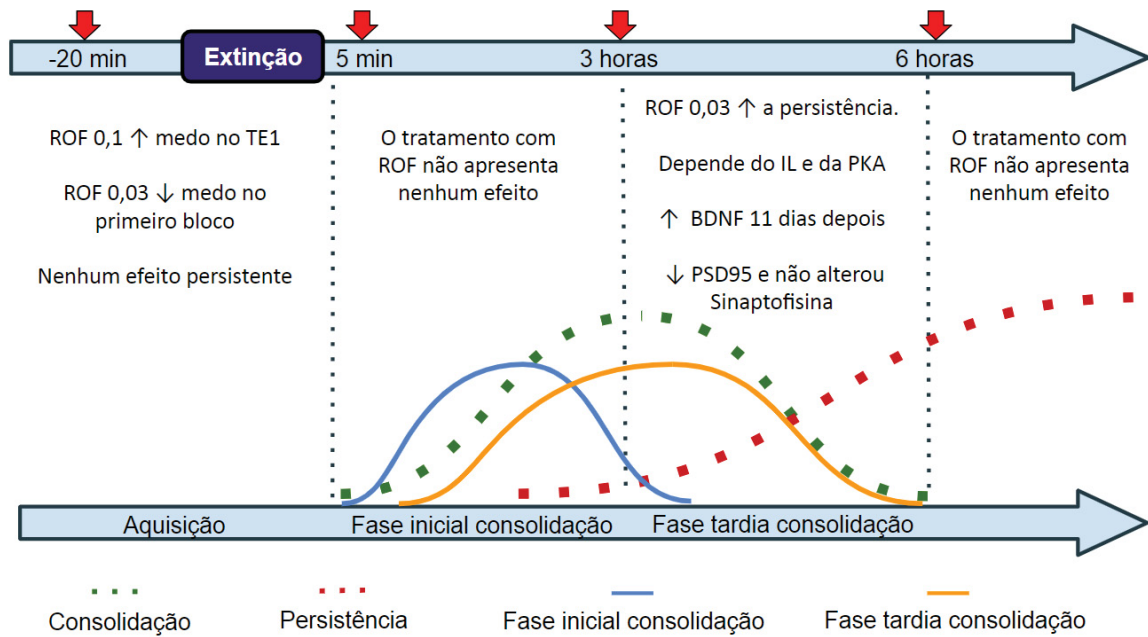 -20 min
Extinção
5 min
3 horas
6 horas
ROF 0,1 ↑ medo no TE1
ROF 0,03 ↓ medo no
primeiro bloco
Nenhum efeito persistente
O tratamento com
ROF não apresenta
nenhum efeito
ROF 0,03 ↑ a persistência.
Depende do IL e da PKA
↑ BDNF 11 dias depois
↓ PSD95 e não alterou
Sinaptofisina
O tratamento com
ROF não apresenta
nenhum efeito
Aquisição
Fase inicial consolidação
Fase tardia consolidação
Consolidação
Persistência
Fase inicial consolidação
Fase tardia consolidação